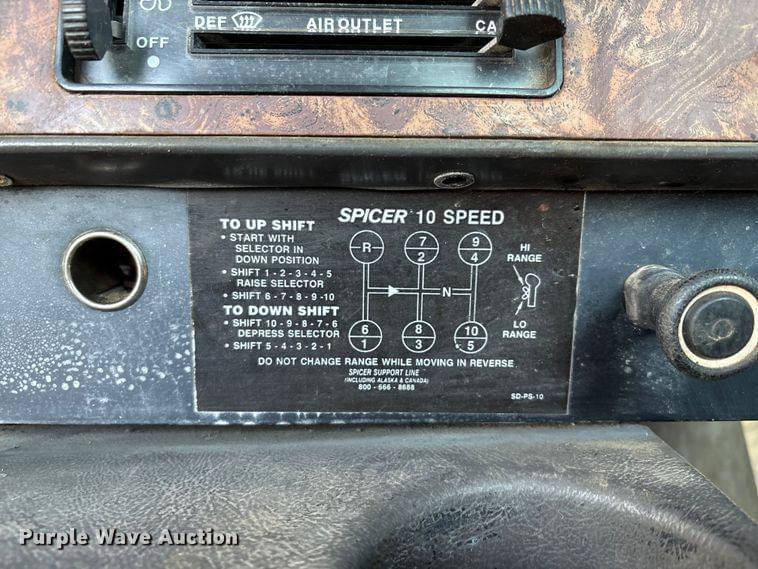 DEF
AIR OUTLET
OFF
SPICER 10 SPEED
TO UP SHIFT
• START WITH
SELECTOR IN
DOWN POSITION
• SHIFT 1 - 2 - 3 - 4 - 5
RAISE SELECTOR
• SHIFT 6 - 7 - 8 - 9 - 10
TO DOWN SHIFT
• SHIFT 10 - 9 - 8 - 7 - 6
DEPRESS SELECTOR
• SHIFT 5 - 4 - 3 - 2 - 1
R 7 9
2 4
N
6 8 10
1 3 5
HI
RANGE
LO
RANGE
DO NOT CHANGE RANGE WHILE MOVING IN REVERSE
SPICER SUPPORT LINE
(INCLUDING ALASKA & CANADA)
800 - 666 - 8688
SD-PS-10
Purple Wave Auction